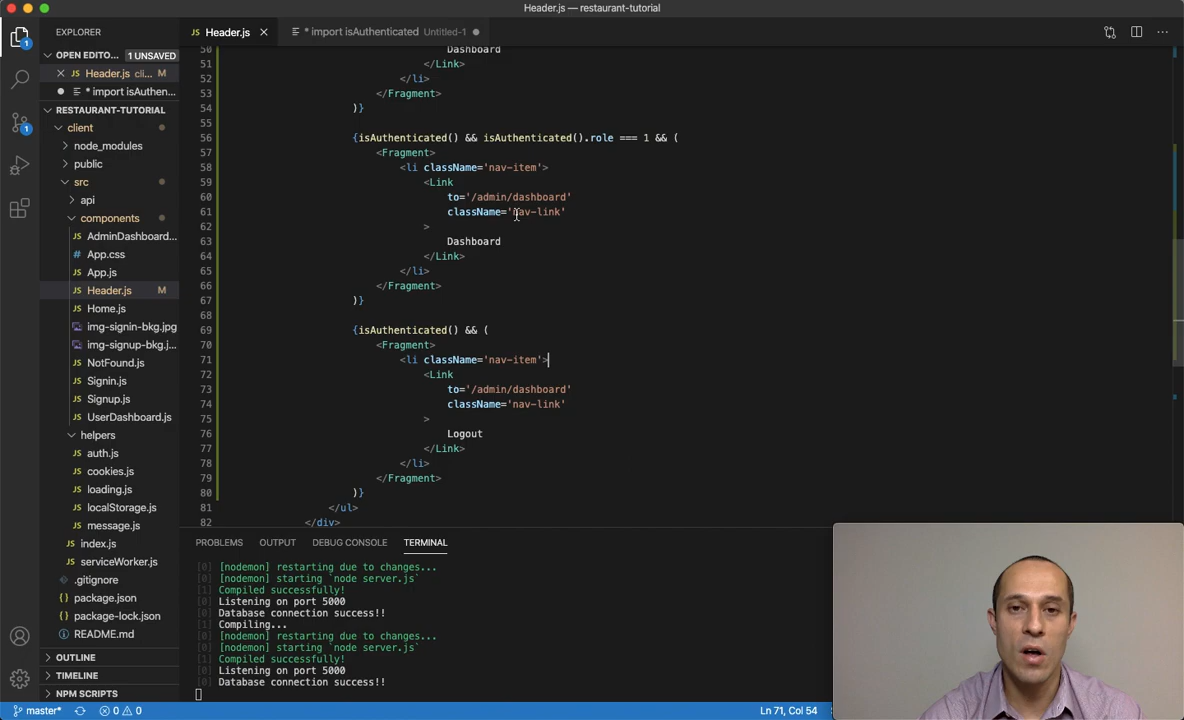 Header.js — restaurant-tutorial
EXPLORER
Header.js
* import isAuthenticated Untitled-1
OPEN EDITO... 1 UNSAVED
Header.js cli... M
* import isAuthen...
RESTAURANT-TUTORIAL
client
node_modules
public
src
api
components
AdminDashboard...
App.css
App.js
Header.js M
Home.js
img-signin-bkg.jpg
img-signup-bkg.j...
NotFound.js
Signin.js
Signup.js
UserDashboard.js
helpers
auth.js
cookies.js
loading.js
localStorage.js
message.js
index.js
serviceWorker.js
.gitignore
package.json
package-lock.json
README.md
OUTLINE
TIMELINE
NPM SCRIPTS
50 Dashboard
51 </Link>
52 </li>
53 </Fragment>
54 )}
55
56 {isAuthenticated() && isAuthenticated().role === 1 && (
57 <Fragment>
58 <li className='nav-item'>
59 <Link
60 to='/admin/dashboard'
61 className='nav-link'
62 >
63 Dashboard
64 </Link>
65 </li>
66 </Fragment>
67 )}
68
69 {isAuthenticated() && (
70 <Fragment>
71 <li className='nav-item'>
72 <Link
73 to='/admin/dashboard'
74 className='nav-link'
75 >
76 Logout
77 </Link>
78 </li>
79 </Fragment>
80 )}
81 </ul>
82 </div>
PROBLEMS OUTPUT DEBUG CONSOLE TERMINAL
[0] [nodemon] restarting due to changes...
[0] [nodemon] starting `node server.js`
[1] Compiled successfully!
[0] Listening on port 5000
[0] Database connection success!!
[1] Compiling...
[0] [nodemon] restarting due to changes...
[0] [nodemon] starting `node server.js`
[1] Compiled successfully!
[0] Listening on port 5000
[0] Database connection success!!
master* 0 0 Ln 71, Col 54